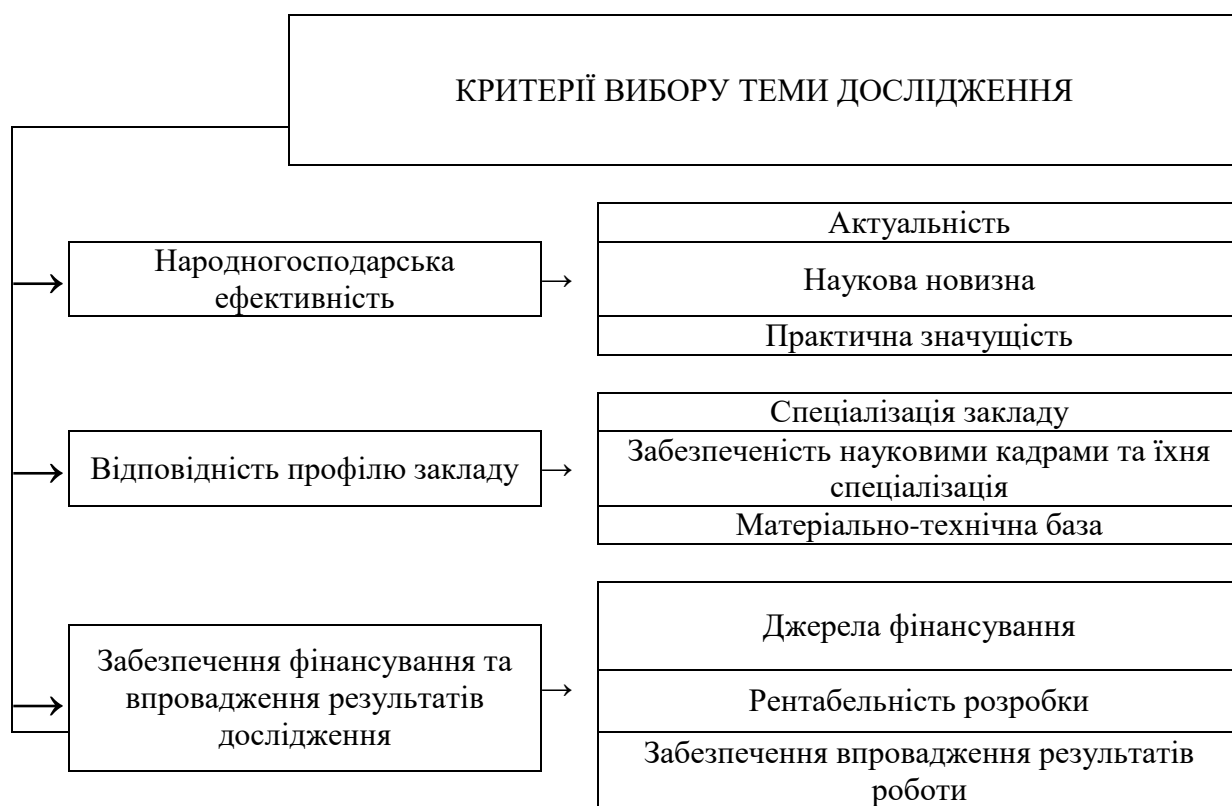 КРИТЕРІЇ ВИБОРУ ТЕМИ ДОСЛІДЖЕННЯ
Народногосподарська
ефективність
Актуальність
Наукова новизна
Практична значущість
Відповідність профілю закладу
Спеціалізація закладу
Забезпеченість науковими кадрами та їхня
спеціалізація
Матеріально-технічна база
Забезпечення фінансування та
впровадження результатів
дослідження
Джерела фінансування
Рентабельність розробки
Забезпечення впровадження результатів
роботи